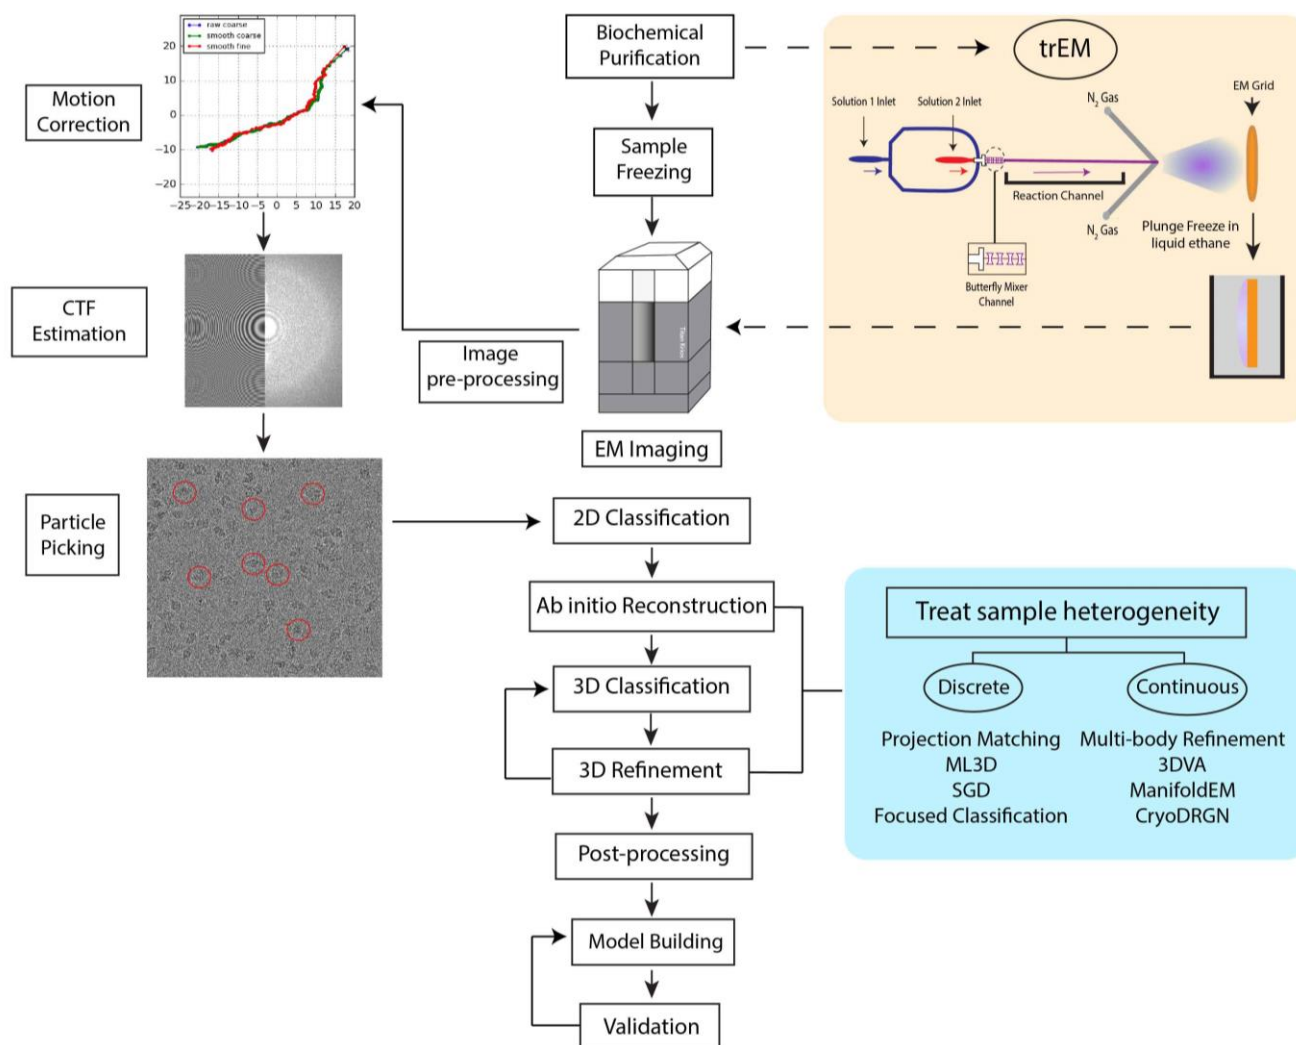 raw coarse
smooth coarse
smooth fine
20
10
0
−10
−20
−25−20−15−10−5 0 5 10 15 20
Motion
Correction
Biochemical
Purification
Sample
Freezing
trEM
Solution 1 Inlet
Solution 2 Inlet
N2 Gas
EM Grid
Reaction Channel
N2 Gas
Plunge Freeze in
liquid ethane
Butterfly Mixer
Channel
CTF
Estimation
Image
pre-processing
Titan Krios
EM Imaging
Particle
Picking
2D Classification
Ab initio Reconstruction
3D Classification
3D Refinement
Post-processing
Model Building
Validation
Treat sample heterogeneity
Discrete
Projection Matching
ML3D
SGD
Focused Classification
Continuous
Multi-body Refinement
3DVA
ManifoldEM
CryoDRGN